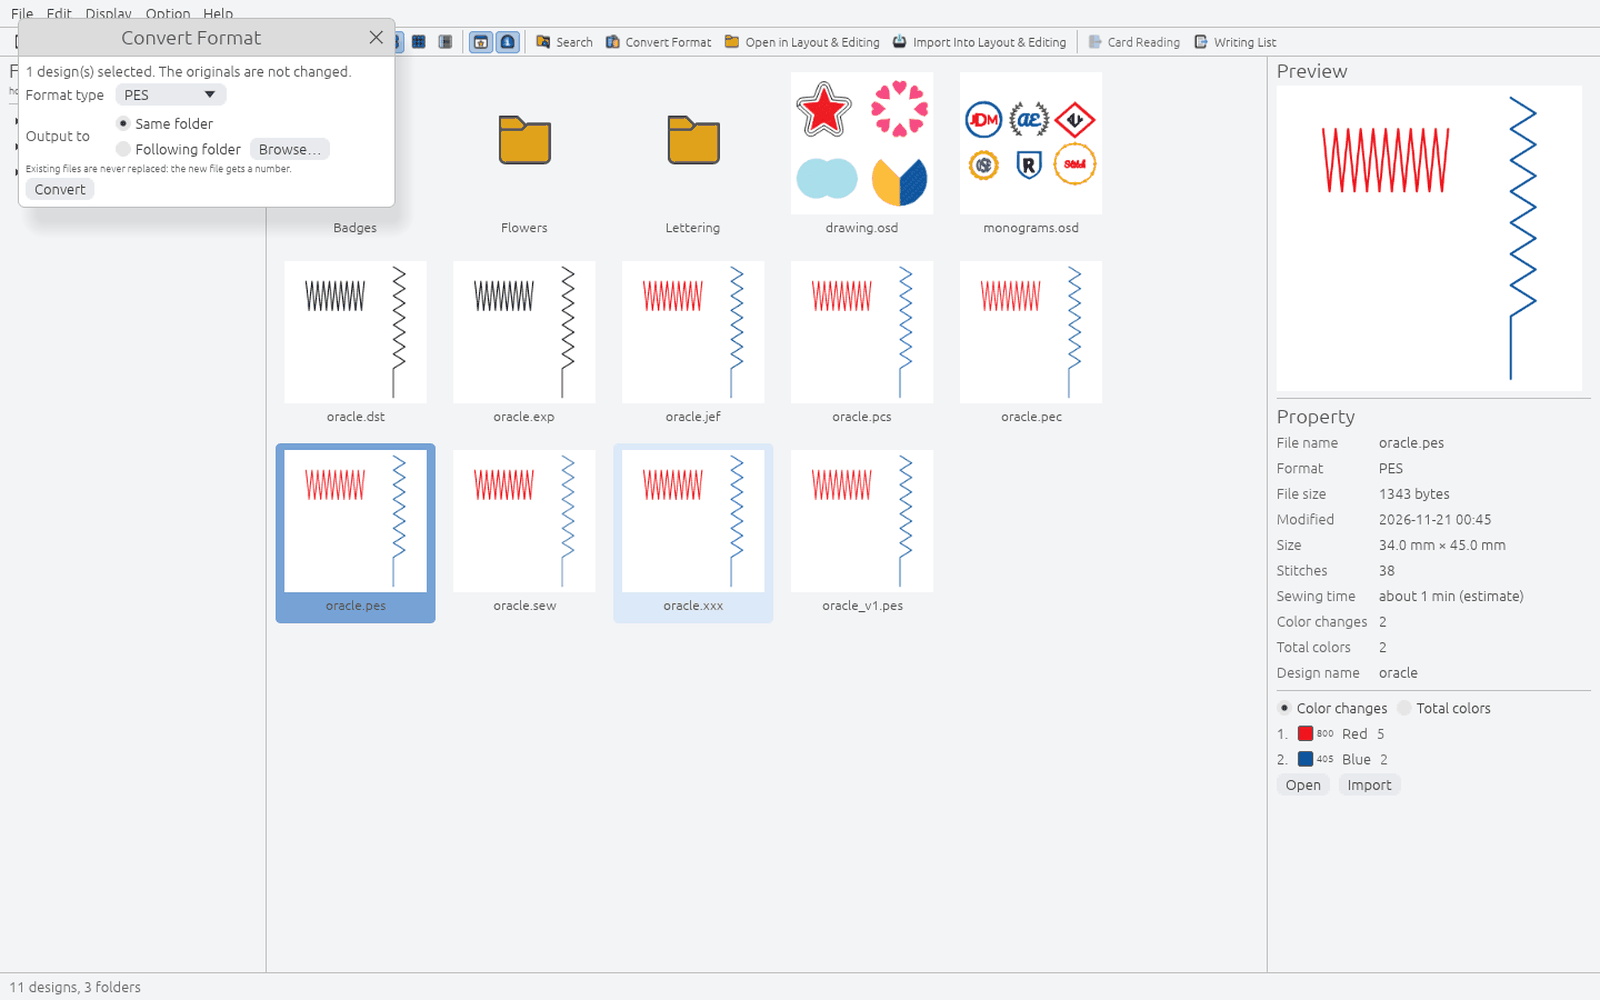 File Edit Display Option Help
Convert Format
Search Convert Format Open in Layout & Editing Import Into Layout & Editing Card Reading Writing List
1 design(s) selected. The originals are not changed.
Format type PES
Output to
Same folder
Following folder Browse...
Existing files are never replaced: the new file gets a number.
Convert
JDM
R
Badges Flowers Lettering drawing.osd monograms.osd
oracle.dst oracle.exp oracle.jef oracle.pcs oracle.pec
oracle.pes oracle.sew oracle.xxx oracle_v1.pes
Preview
Property
File name oracle.pes
Format PES
File size 1343 bytes
Modified 2026-11-21 00:45
Size 34.0 mm × 45.0 mm
Stitches 38
Sewing time about 1 min (estimate)
Color changes 2
Total colors 2
Design name oracle
Color changes Total colors
1. 800 Red 5
2. 405 Blue 2
Open Import
11 designs, 3 folders